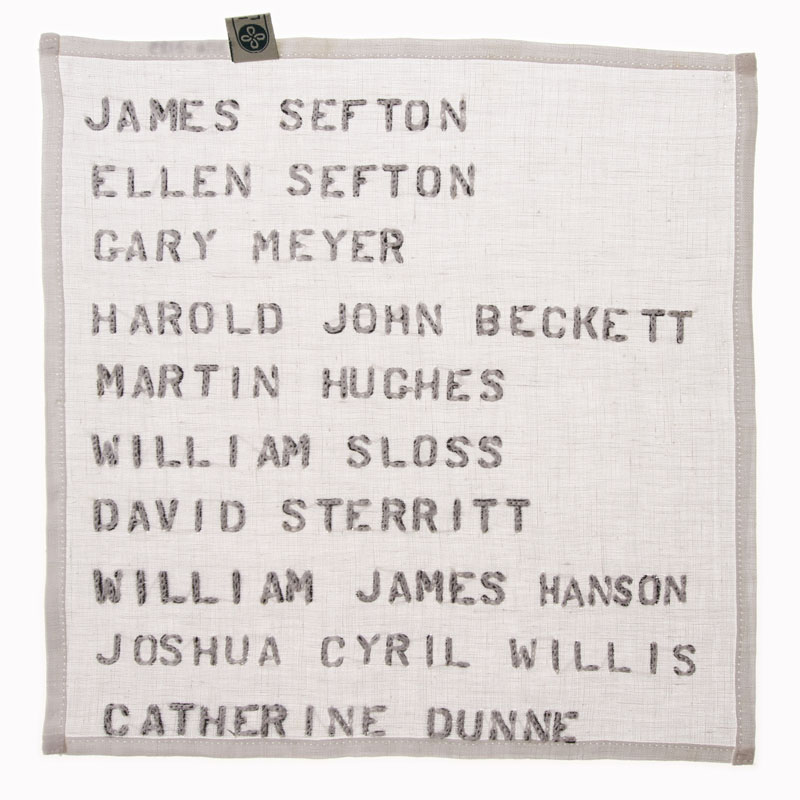 JAMES SEFTON
ELLEN SEFTON
GARY MEYER
HAROLD JOHN BECKETT
MARTIN HUGHES
WILLIAM SLOSS
DAVID STERRITT
WILLIAM JAMES HANSON
JOSHUA CYRIL WILLIS
CATHERINE DUNNE